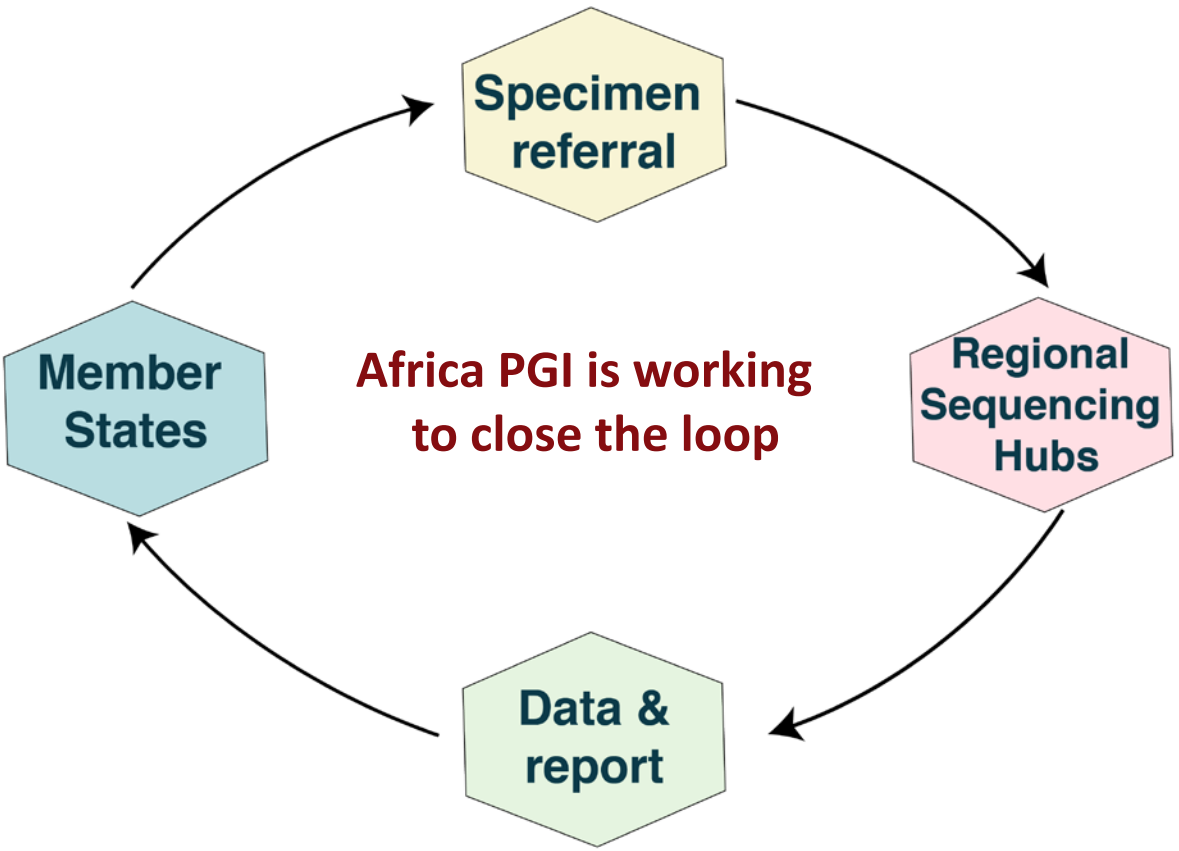 Specimen
referral
Member
States
Africa PGI is working
to close the loop
Regional
Sequencing
Hubs
Data &
report